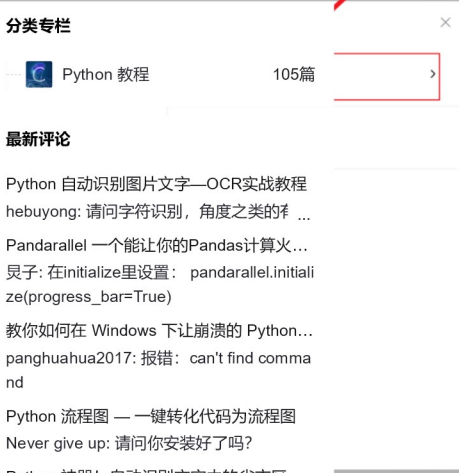 分类专栏
Python 教程 105篇
最新评论
Python 自动识别图片文字—OCR实战教程
hebuyong: 请问字符识别，角度之类的有 ...
Pandarallel 一个能让你的Pandas计算火…
炅子: 在initialize里设置： pandarallel.initiali
ze(progress_bar=True)
教你如何在 Windows 下让崩溃的 Python…
panghuahua2017: 报错：can't find comma
nd
Python 流程图 — 一键转化代码为流程图
Never give up: 请问你安装好了吗？